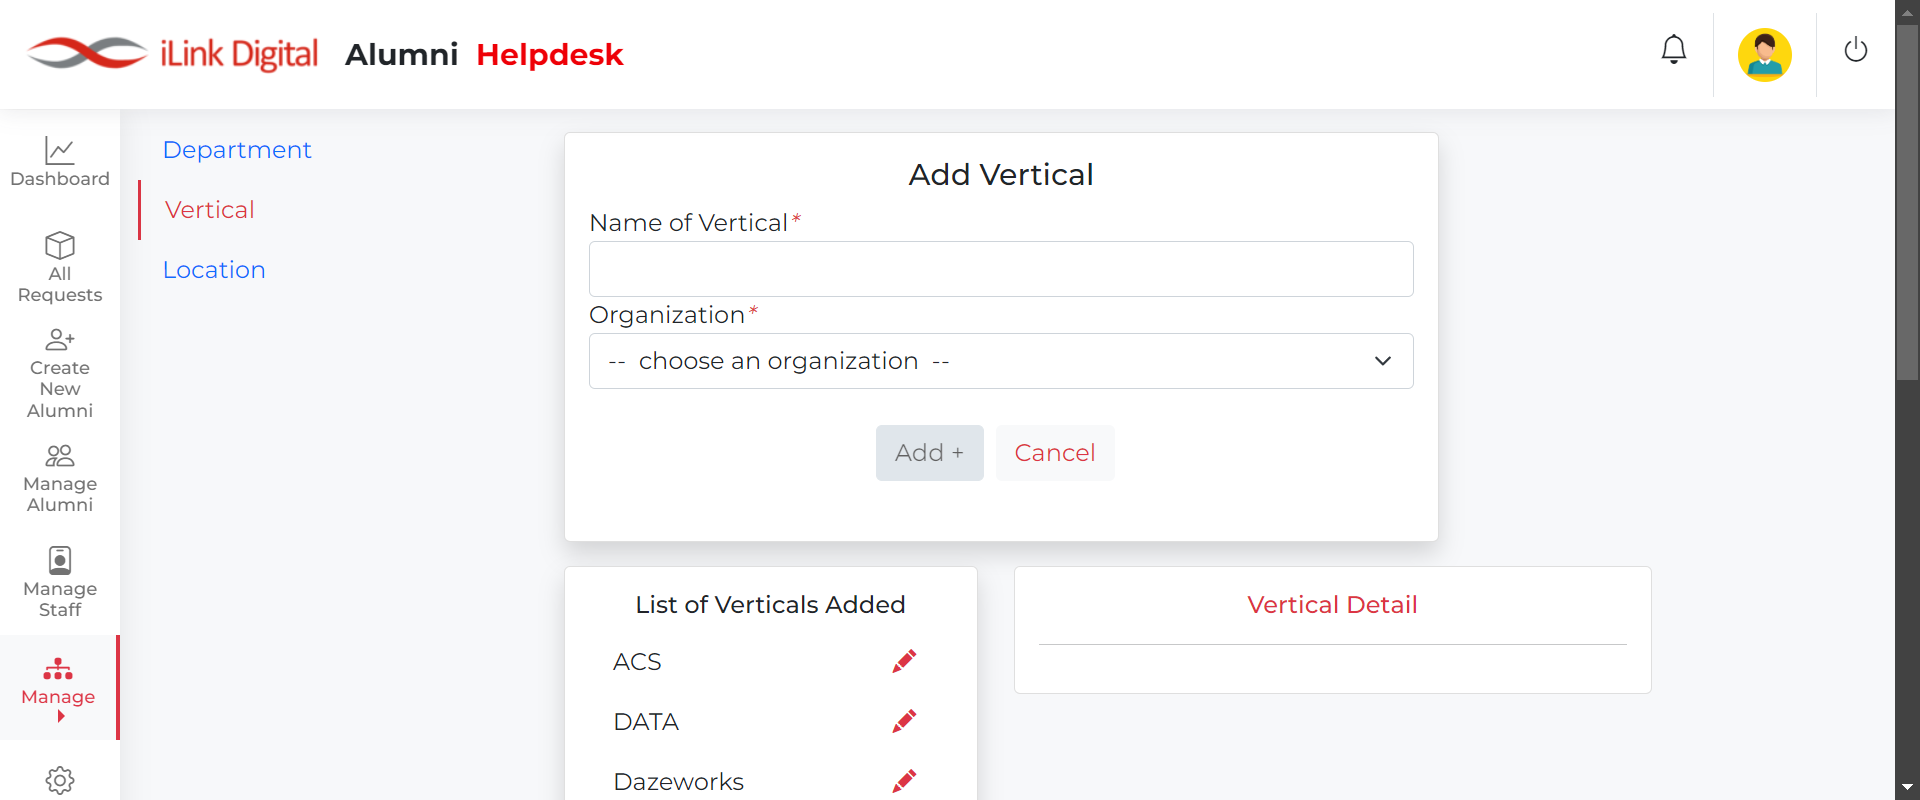 iLink Digital Alumni Helpdesk
Dashboard
All
Requests
Create
New
Alumni
Manage
Alumni
Manage
Staff
Manage
Department
Vertical
Location
Add Vertical
Name of Vertical*
Organization*
-- choose an organization --
Add + Cancel
List of Verticals Added
ACS
DATA
Dazeworks
Vertical Detail